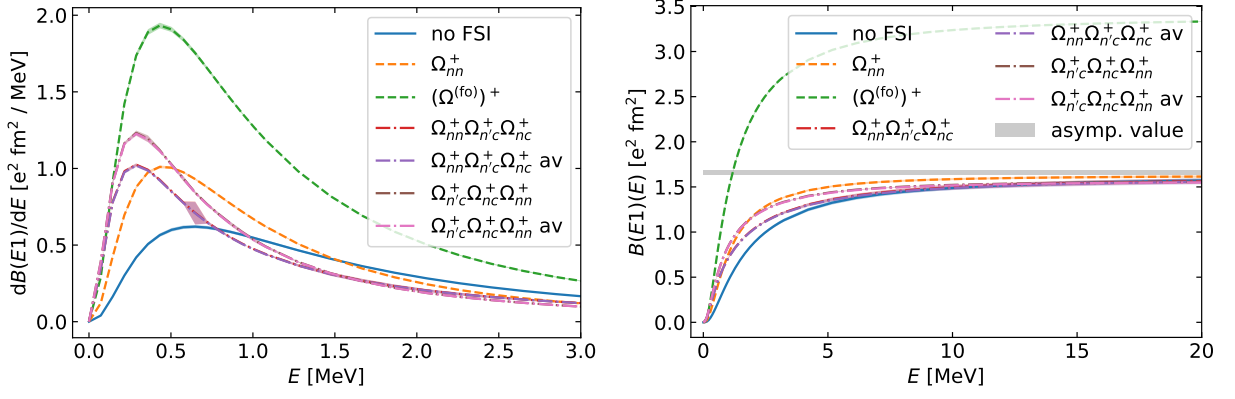 2.0
1.5
1.0
0.5
0.0
0.0
0.5
1.0
1.5
2.0
2.5
3.0
dB(E1)/dE [e² fm² / MeV]
E [MeV]
no FSI
Ω⁺ₙₙ
(Ω⁽ᶠᵒ⁾)⁺
Ω⁺ₙₙΩ⁺ₙ′cΩ⁺ₙc
Ω⁺ₙₙΩ⁺ₙ′cΩ⁺ₙc av
Ω⁺ₙ′cΩ⁺ₙcΩ⁺ₙₙ
Ω⁺ₙ′cΩ⁺ₙcΩ⁺ₙₙ av
3.5
3.0
2.5
2.0
1.5
1.0
0.5
0.0
0
5
10
15
20
B(E1)(E) [e² fm²]
E [MeV]
no FSI
Ω⁺ₙₙ
(Ω⁽ᶠᵒ⁾)⁺
Ω⁺ₙₙΩ⁺ₙ′cΩ⁺ₙc
Ω⁺ₙₙΩ⁺ₙ′cΩ⁺ₙc av
Ω⁺ₙ′cΩ⁺ₙcΩ⁺ₙₙ
Ω⁺ₙ′cΩ⁺ₙcΩ⁺ₙₙ av
asymp. value